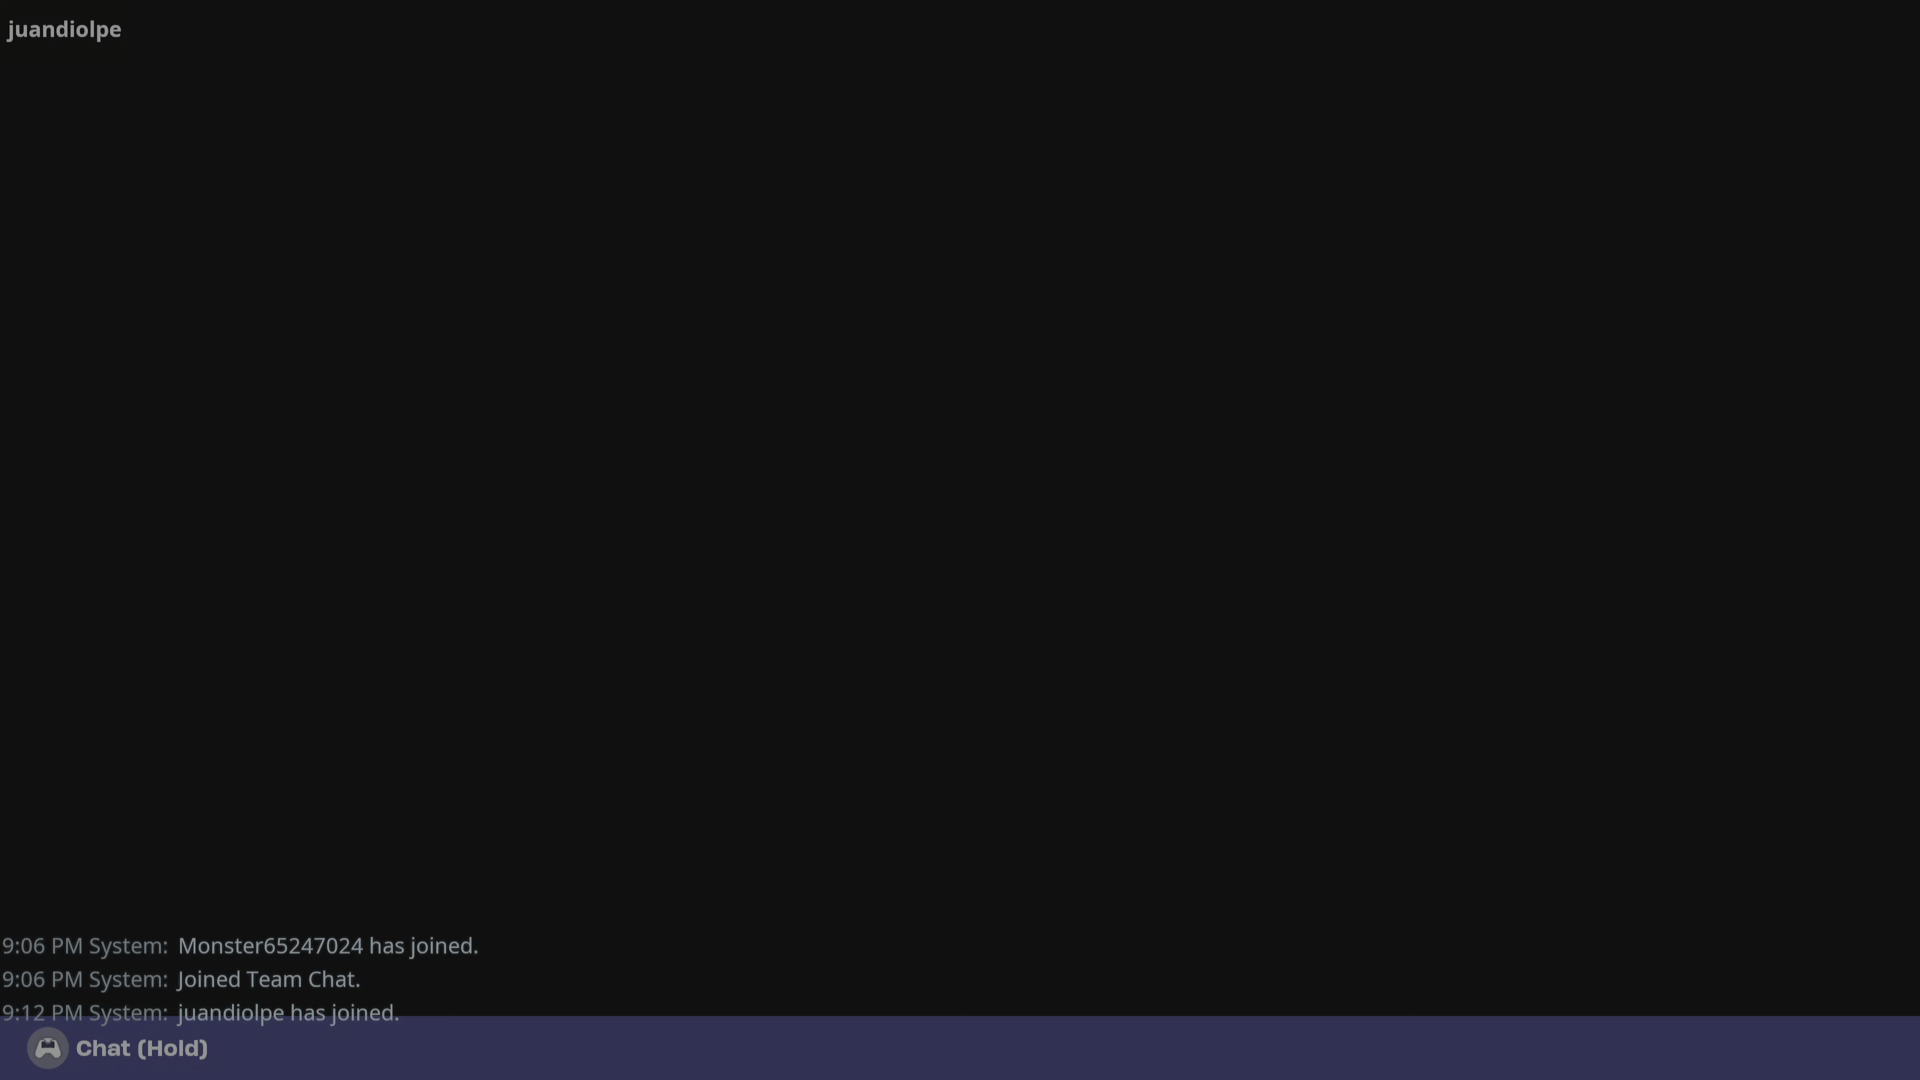 juandiolpe
9:06 PM System: Monster65247024 has joined.
9:06 PM System: Joined Team Chat.
9:12 PM System: juandiolpe has joined.
Chat (Hold)